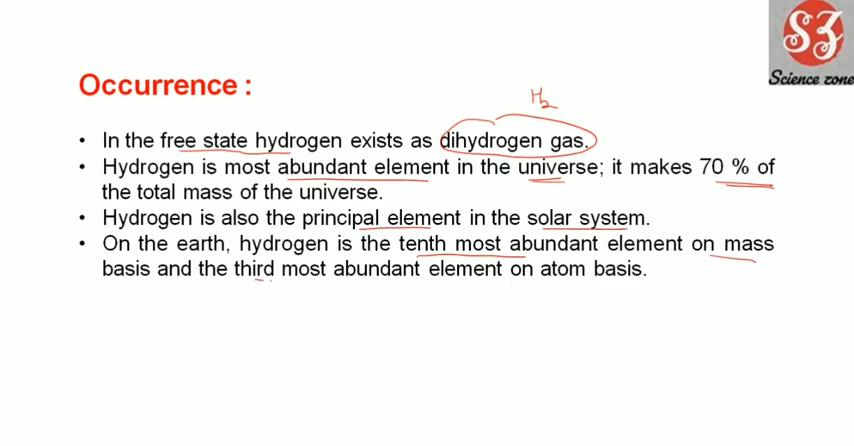 SZ
Science zone
Occurrence :
H2
• In the free state hydrogen exists as dihydrogen gas.
• Hydrogen is most abundant element in the universe; it makes 70 % of
the total mass of the universe.
• Hydrogen is also the principal element in the solar system.
• On the earth, hydrogen is the tenth most abundant element on mass
basis and the third most abundant element on atom basis.